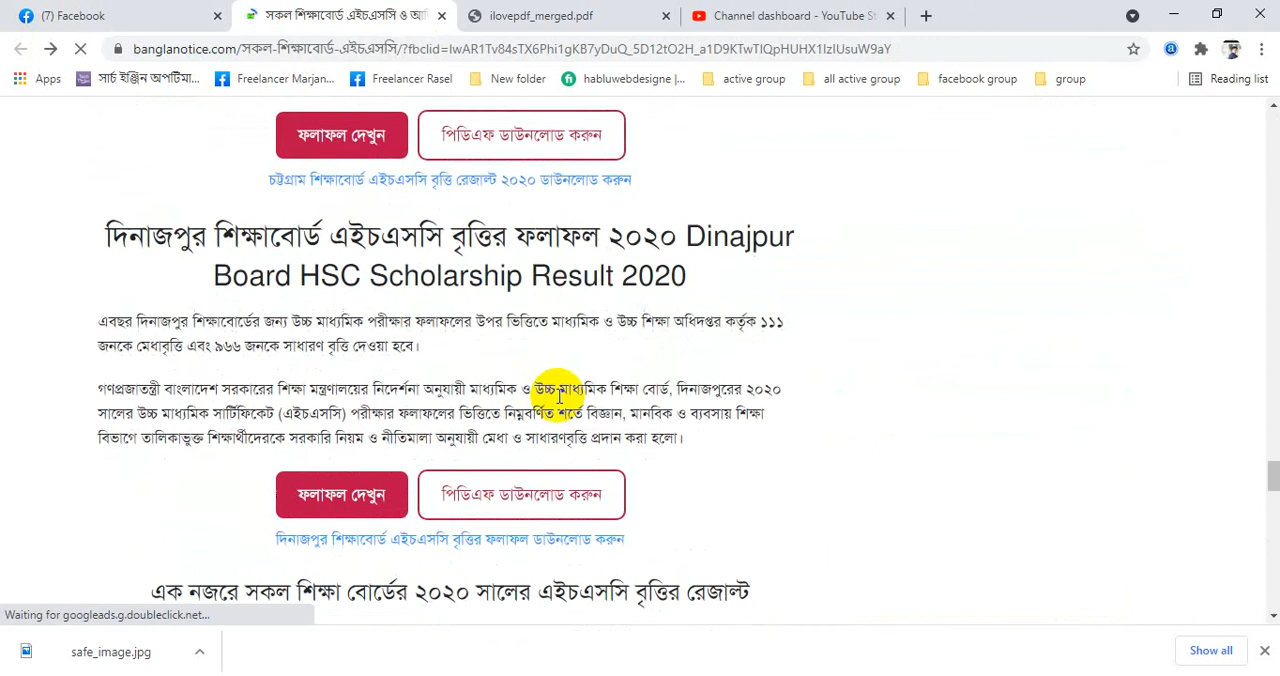 (7) Facebook
সকল শিক্ষাবোর্ড এইচএসসি ও আ
ilovepdf_merged.pdf
Channel dashboard - YouTube St
banglanotice.com/সকল-শিক্ষাবোর্ড-এইচএসসি/?fbclid=IwAR1Tv84sTX6Phi1gKB7yDuQ_5D12tO2H_a1D9KTwTIQpHUHX1IzIUsuW9aY
Apps
সার্চ ইঞ্জিন অপটিমা...
Freelancer Marjan...
Freelancer Rasel
New folder
habluwebdesigne |...
active group
all active group
facebook group
group
Reading list
ফলাফল দেখুন
পিডিএফ ডাউনলোড করুন
চট্টগ্রাম শিক্ষাবোর্ড এইচএসসি বৃত্তি রেজাল্ট ২০২০ ডাউনলোড করুন
দিনাজপুর শিক্ষাবোর্ড এইচএসসি বৃত্তির ফলাফল ২০২০ Dinajpur
Board HSC Scholarship Result 2020
এবছর দিনাজপুর শিক্ষাবোর্ডের জন্য উচ্চ মাধ্যমিক পরীক্ষার ফলাফলের উপর ভিত্তিতে মাধ্যমিক ও উচ্চ শিক্ষা অধিদপ্তর কর্তৃক ১১১
জনকে মেধাবৃত্তি এবং ৯৬৬ জনকে সাধারণ বৃত্তি দেওয়া হবে।
গণপ্রজাতন্ত্রী বাংলাদেশ সরকারের শিক্ষা মন্ত্রণালয়ের নিদের্শনা অনুযায়ী মাধ্যমিক ও উচ্চ-মাধ্যমিক শিক্ষা বোর্ড, দিনাজপুরের ২০২০
সালের উচ্চ মাধ্যমিক সার্টিফিকেট (এইচএসসি) পরীক্ষার ফলাফলের ভিত্তিতে নিম্নবর্ণিত শর্তে বিজ্ঞান, মানবিক ও ব্যবসায় শিক্ষা
বিভাগে তালিকাভুক্ত শিক্ষার্থীদেরকে সরকারি নিয়ম ও নীতিমালা অনুযায়ী মেধা ও সাধারণবৃত্তি প্রদান করা হলো।
ফলাফল দেখুন
পিডিএফ ডাউনলোড করুন
দিনাজপুর শিক্ষাবোর্ড এইচএসসি বৃত্তির ফলাফল ডাউনলোড করুন
এক নজরে সকল শিক্ষা বোর্ডের ২০২০ সালের এইচএসসি বৃত্তির রেজাল্ট
Waiting for googleads.g.doubleclick.net...
safe_image.jpg
Show all